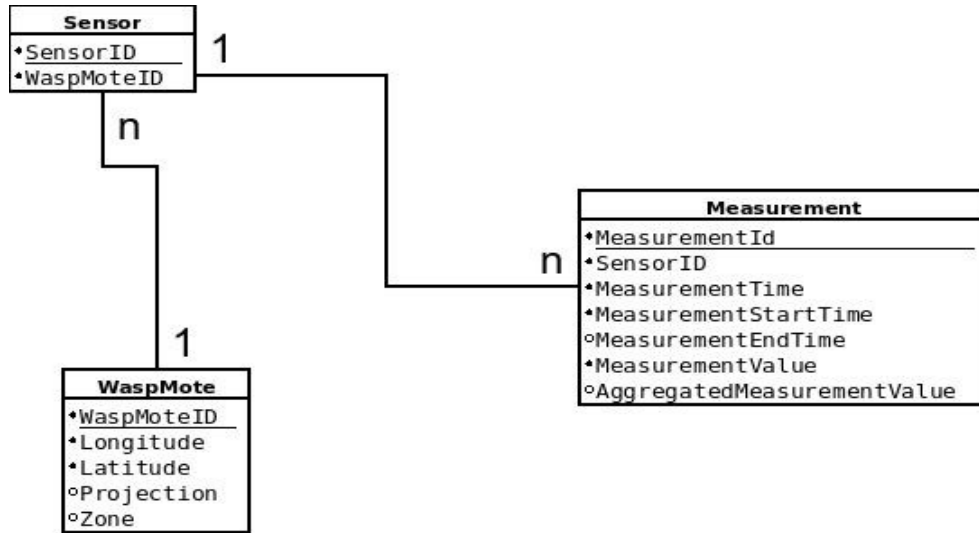 Sensor
SensorID
WaspMoteID
1
n
Measurement
MeasurementId
SensorID
MeasurementTime
MeasurementStartTime
MeasurementEndTime
MeasurementValue
AggregatedMeasurementValue
n
1
WaspMote
WaspMoteID
Longitude
Latitude
Projection
Zone